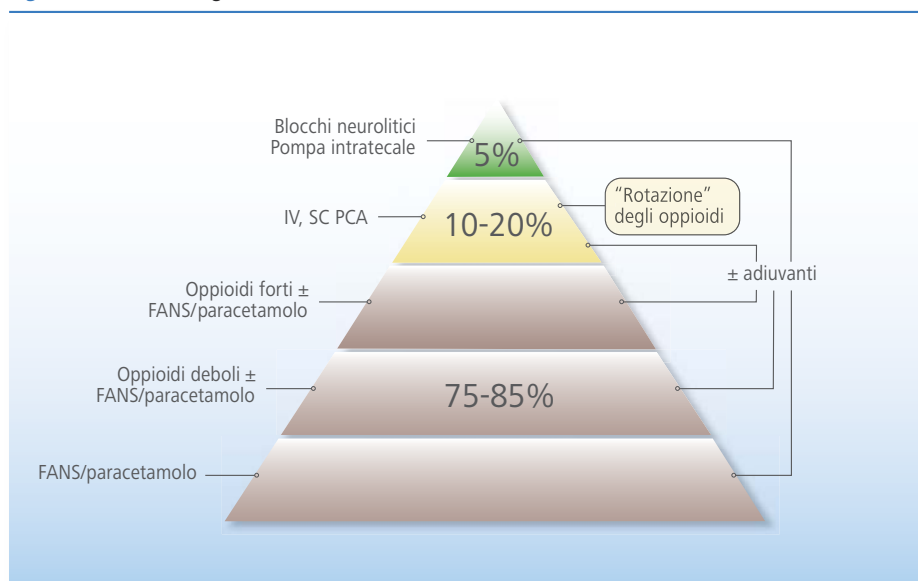 Blocchi neurolitici
Pompa intratecale
5%
"Rotazione"
degli oppioidi
IV, SC PCA
10-20%
± adiuvanti
Oppioidi forti ±
FANS/paracetamolo
Oppioidi deboli ±
FANS/paracetamolo
75-85%
FANS/paracetamolo